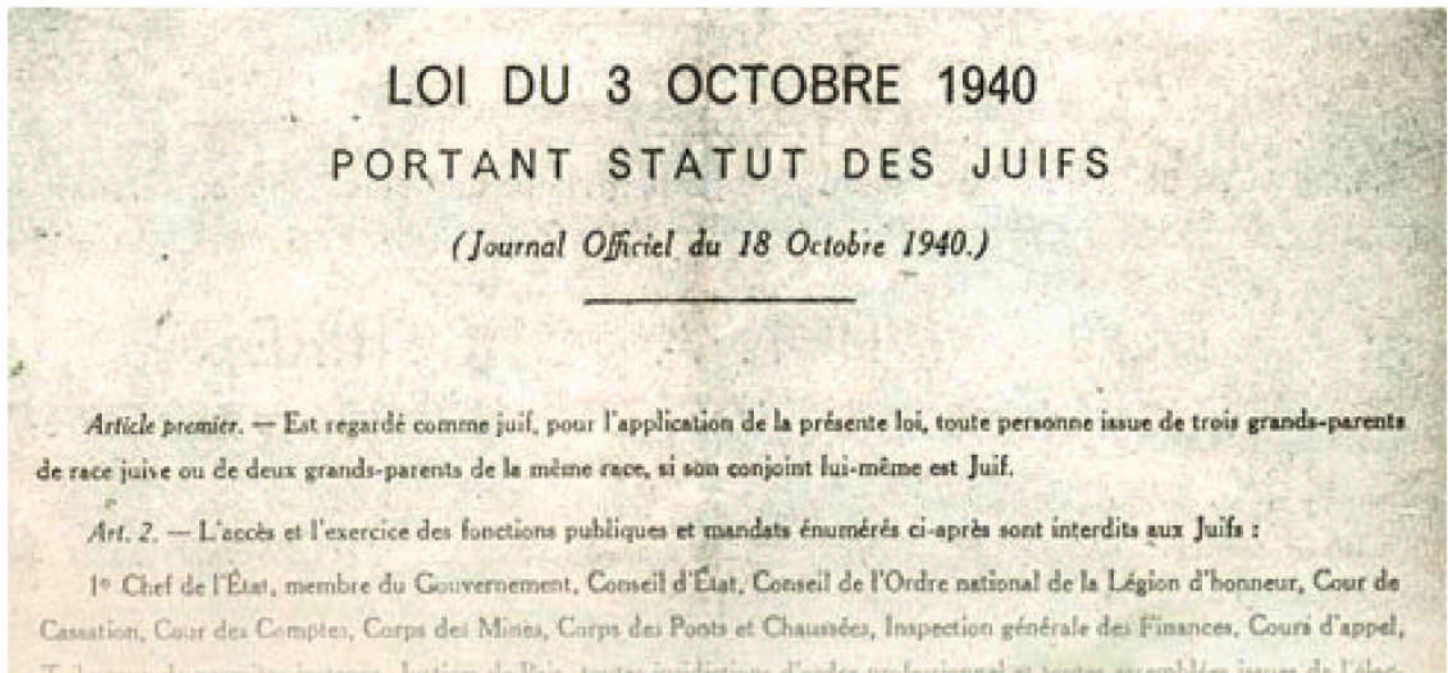 LOI DU 3 OCTOBRE 1940
PORTANT STATUT DES JUIFS
(Journal Officiel du 18 Octobre 1940.)
Article premier. — Est regardé comme juif, pour l'application de la présente loi, toute personne issue de trois grands-parents
de race juive ou de deux grands-parents de la même race, si son conjoint lui-même est Juif.
Art. 2. — L'accès et l'exercice des fonctions publiques et mandats énumérés ci-après sont interdits aux Juifs :
1° Chef de l'État, membre du Gouvernement, Conseil d'État, Conseil de l'Ordre national de la Légion d'honneur, Cour de
Cassation, Cour des Comptes, Corps des Mines, Corps des Ponts et Chaussées, Inspection générale des Finances, Cours d'appel,